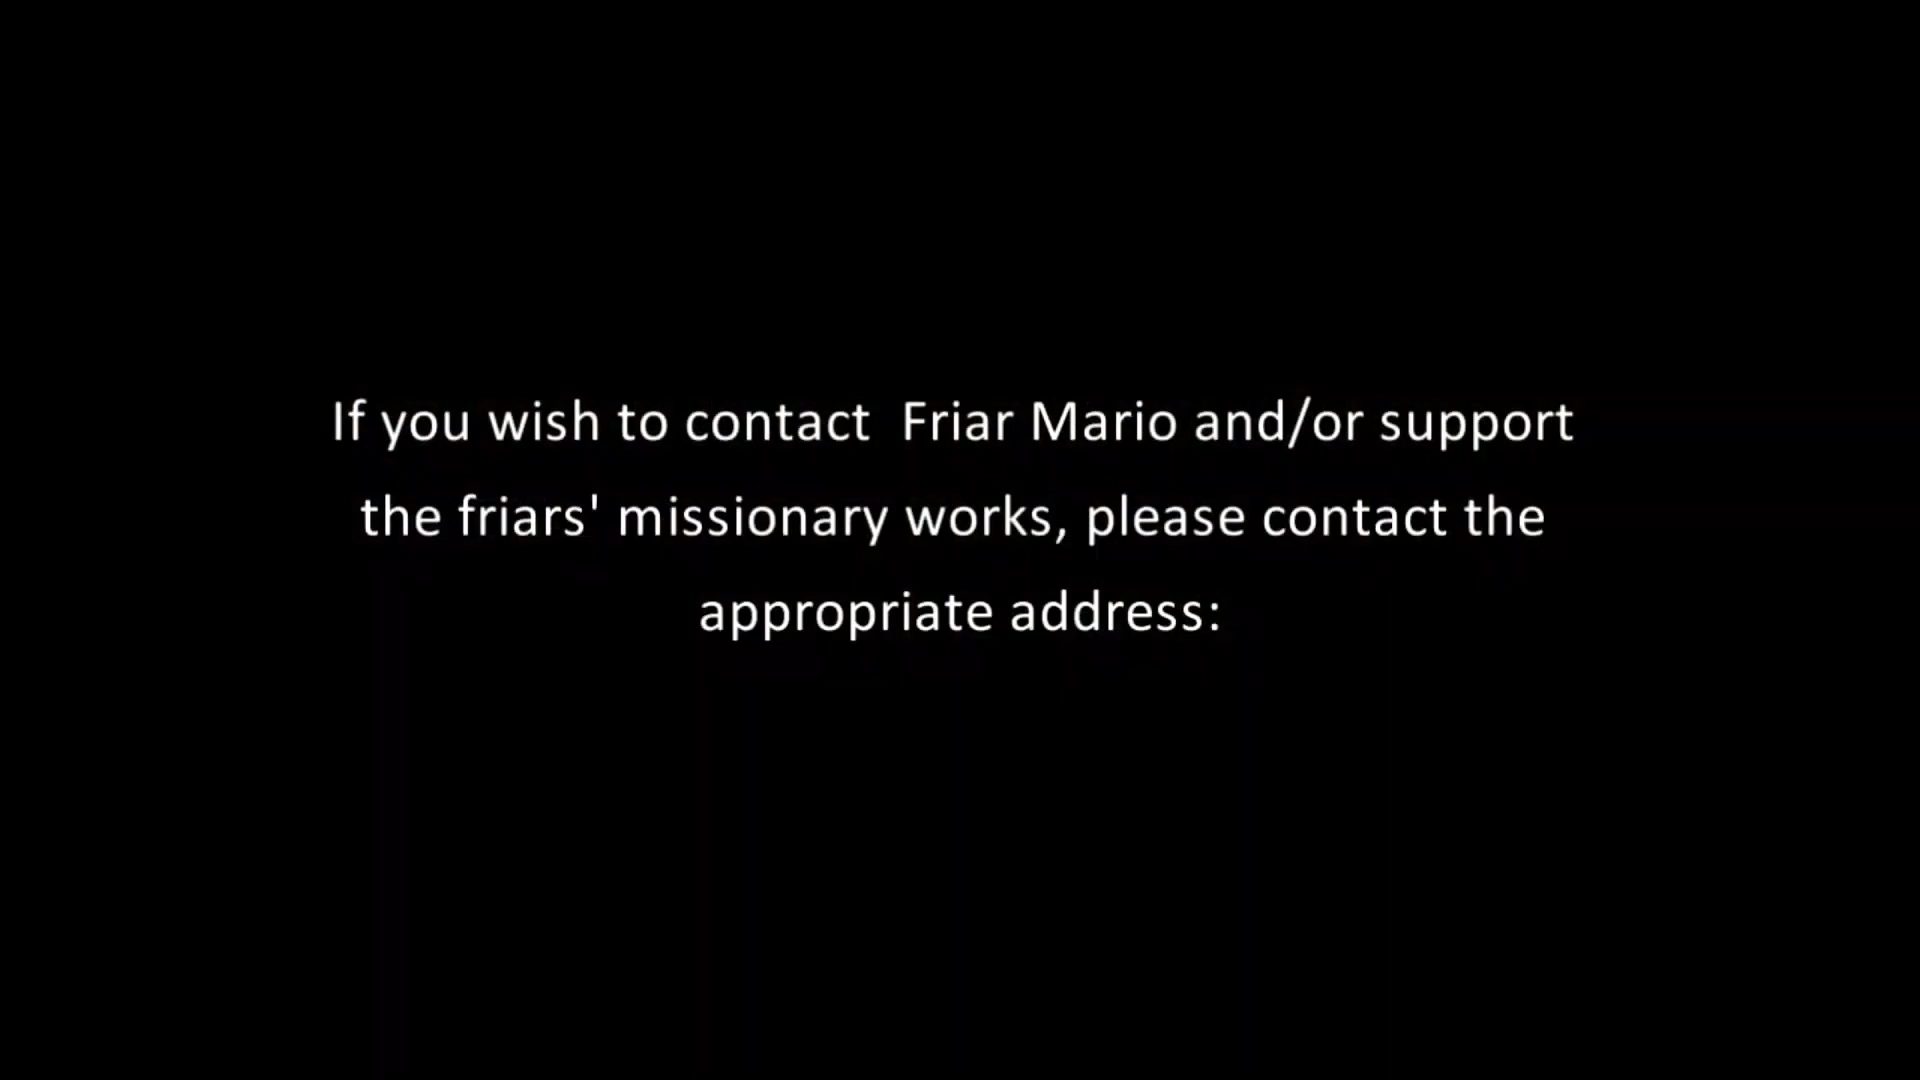 If you wish to contact  Friar Mario and/or support
the friars' missionary works, please contact the
appropriate address: